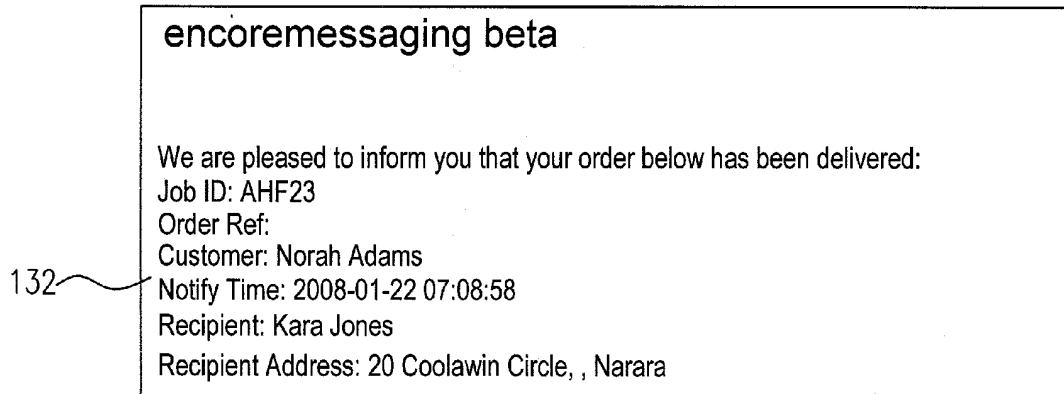 encoremessaging beta
We are pleased to inform you that your order below has been delivered:
Job ID: AHF23
Order Ref:
Customer: Norah Adams
132 Notify Time: 2008-01-22 07:08:58
Recipient: Kara Jones
Recipient Address: 20 Coolawin Circle, , Narara